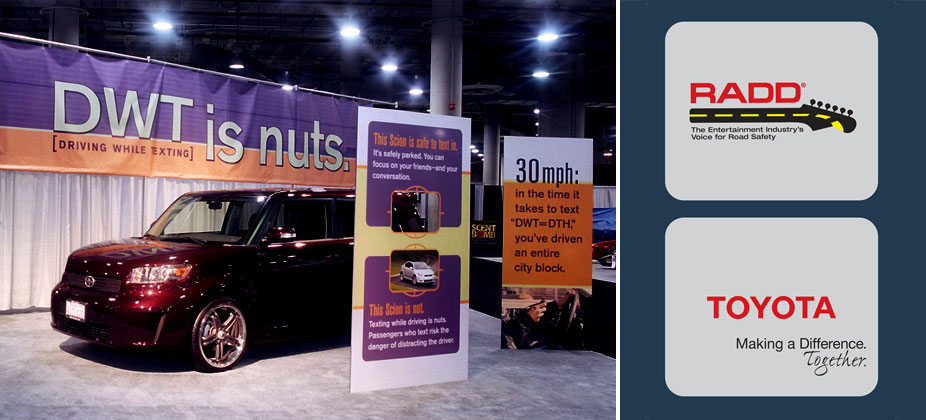 DWT is nuts.
[DRIVING WHILE TEXTING]
This Scion is safe to text in.
It's safely parked. You can
focus on your friends–and your
conversation.
This Scion is not.
Texting while driving is nuts.
Passengers who text risk the
danger of distracting the driver.
SCENT
BOMB
30 mph:
in the time it
takes to text
"DWT=DTH,"
you've driven
an entire
city block.
RADD®
The Entertainment Industry's
Voice for Road Safety
TOYOTA
Making a Difference.
Together.